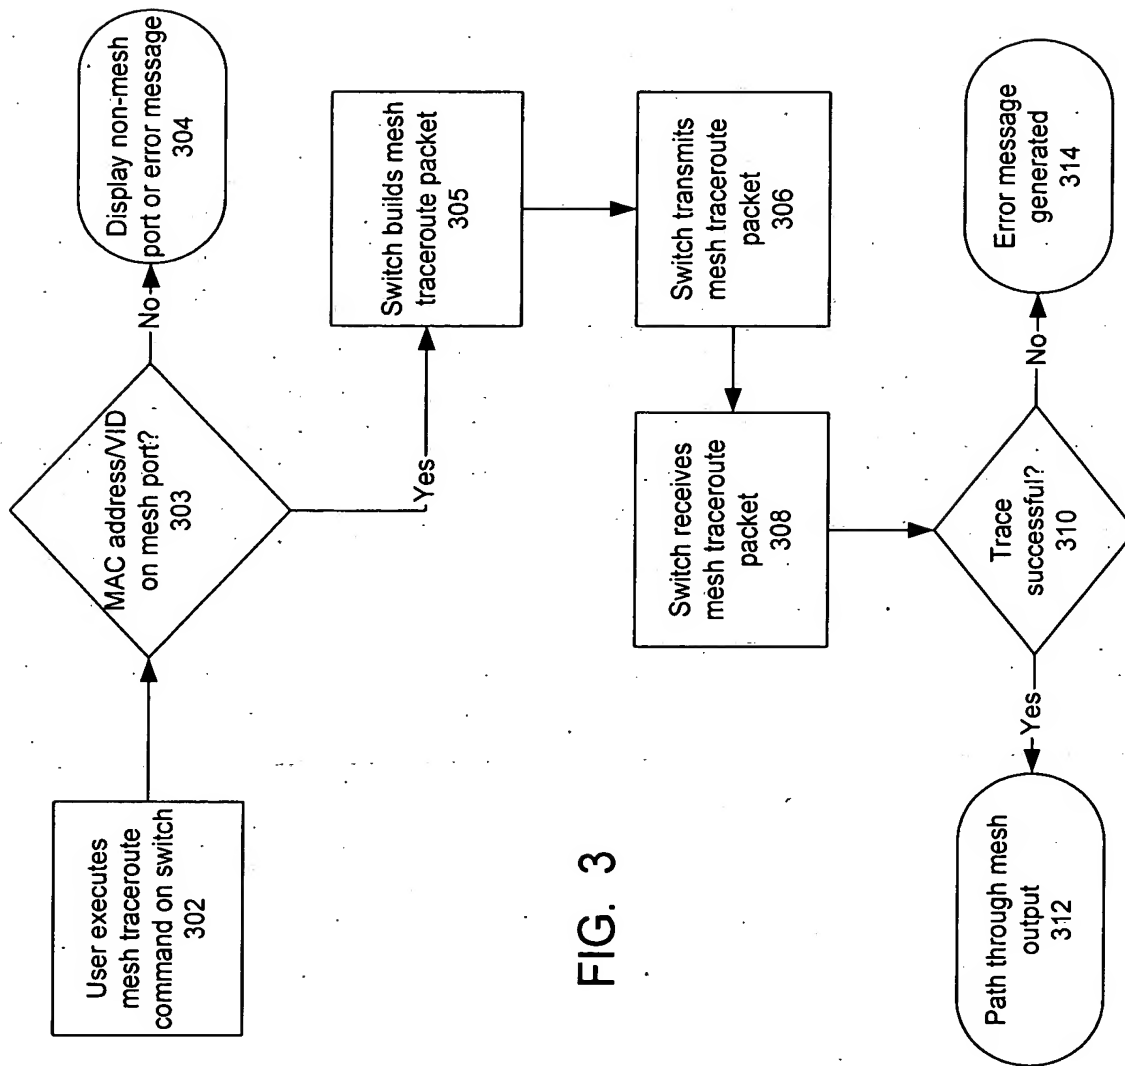 User executes
mesh traceroute
command on switch
302
MAC address/VID
on mesh port?
303
No
Display non-mesh
port or error message
304
Yes
Switch builds mesh
traceroute packet
305
Switch transmits
mesh traceroute
packet
306
Switch receives
mesh traceroute
packet
308
Trace
successful?
310
Yes
Path through mesh
output
312
No
Error message
generated
314
FIG. 3